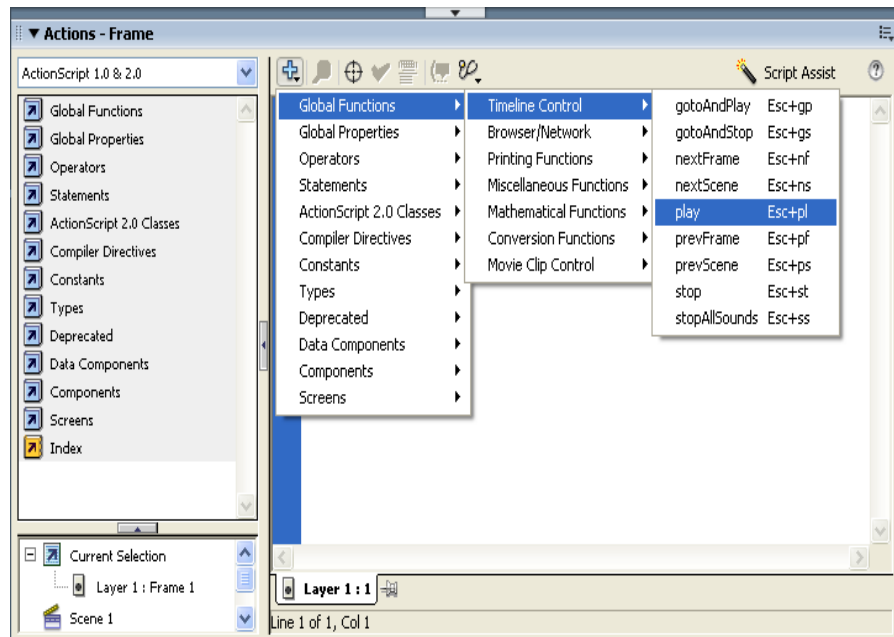 Actions - Frame
ActionScript 1.0 & 2.0
Script Assist
Global Functions
Global Properties
Operators
Statements
ActionScript 2.0 Classes
Compiler Directives
Constants
Types
Deprecated
Data Components
Components
Screens
Index
Global Functions
Global Properties
Operators
Statements
ActionScript 2.0 Classes
Compiler Directives
Constants
Types
Deprecated
Data Components
Components
Screens
Timeline Control
Browser/Network
Printing Functions
Miscellaneous Functions
Mathematical Functions
Conversion Functions
Movie Clip Control
gotoAndPlay Esc+gp
gotoAndStop Esc+gs
nextFrame Esc+nf
nextScene Esc+ns
play Esc+pl
prevFrame Esc+pf
prevScene Esc+ps
stop Esc+st
stopAllSounds Esc+ss
Current Selection
Layer 1 : Frame 1
Scene 1
Layer 1 : 1
Line 1 of 1, Col 1